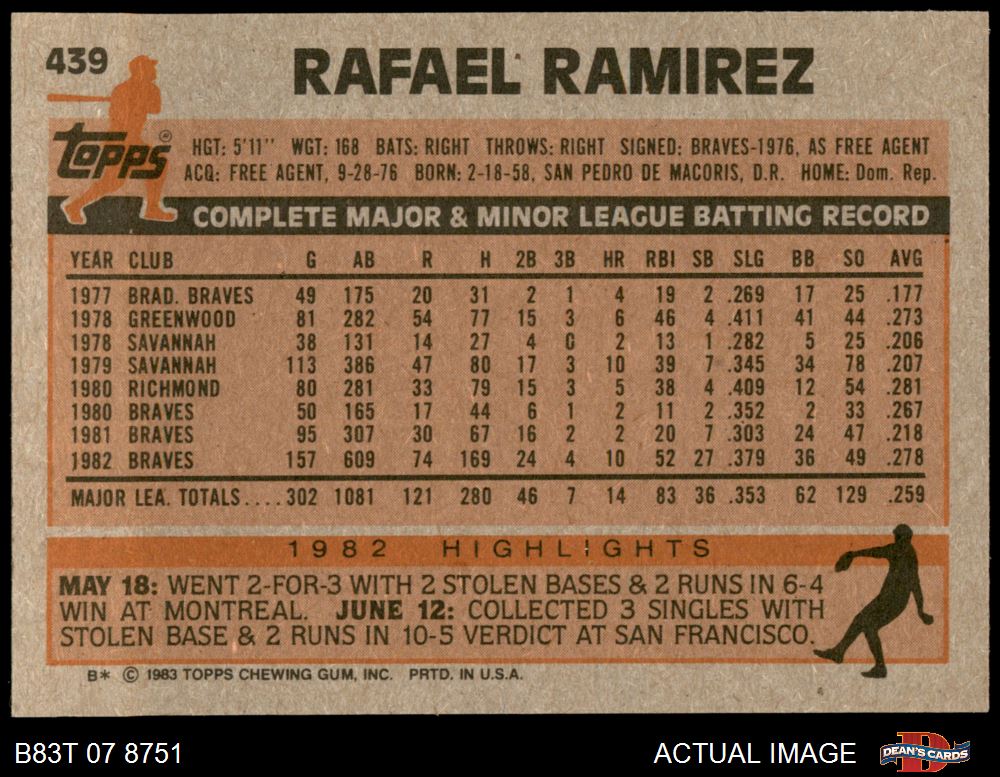 439
RAFAEL RAMIREZ
Topps®
HGT: 5'11" WGT: 168 BATS: RIGHT THROWS: RIGHT SIGNED: BRAVES-1976, AS FREE AGENT
ACQ: FREE AGENT, 9-28-76 BORN: 2-18-58, SAN PEDRO DE MACORIS, D.R. HOME: Dom. Rep.
COMPLETE MAJOR & MINOR LEAGUE BATTING RECORD
YEAR CLUB G AB R H 2B 3B HR RBI SB SLG BB SO AVG
1977 BRAD. BRAVES 49 175 20 31 2 1 4 19 2 .269 17 25 .177
1978 GREENWOOD 81 282 54 77 15 3 6 46 4 .411 41 44 .273
1978 SAVANNAH 38 131 14 27 4 0 2 13 1 .282 5 25 .206
1979 SAVANNAH 113 386 47 80 17 3 10 39 7 .345 34 78 .207
1980 RICHMOND 80 281 33 79 15 3 5 38 4 .409 12 54 .281
1980 BRAVES 50 165 17 44 6 1 2 11 2 .352 2 33 .267
1981 BRAVES 95 307 30 67 16 2 2 20 7 .303 24 47 .218
1982 BRAVES 157 609 74 169 24 4 10 52 27 .379 36 49 .278
MAJOR LEA. TOTALS....302 1081 121 280 46 7 14 83 36 .353 62 129 .259
1982 HIGHLIGHTS
MAY 18: WENT 2-FOR-3 WITH 2 STOLEN BASES & 2 RUNS IN 6-4
WIN AT MONTREAL. JUNE 12: COLLECTED 3 SINGLES WITH
STOLEN BASE & 2 RUNS IN 10-5 VERDICT AT SAN FRANCISCO.
B* © 1983 TOPPS CHEWING GUM, INC. PRTD. IN U.S.A.
B83T 07 8751
ACTUAL IMAGE
D
DEAN'S CARDS